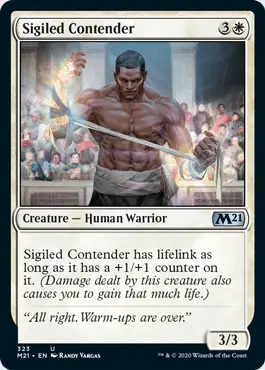 Sigiled Contender 3
Creature — Human Warrior M21
Sigiled Contender has lifelink as
long as it has a +1/+1 counter on
it. (Damage dealt by this creature also
causes you to gain that much life.)
“All right. Warm-ups are over.”
3/3
323 U
M21 • EN Randy Vargas ™ & © 2020 Wizards of the Coast